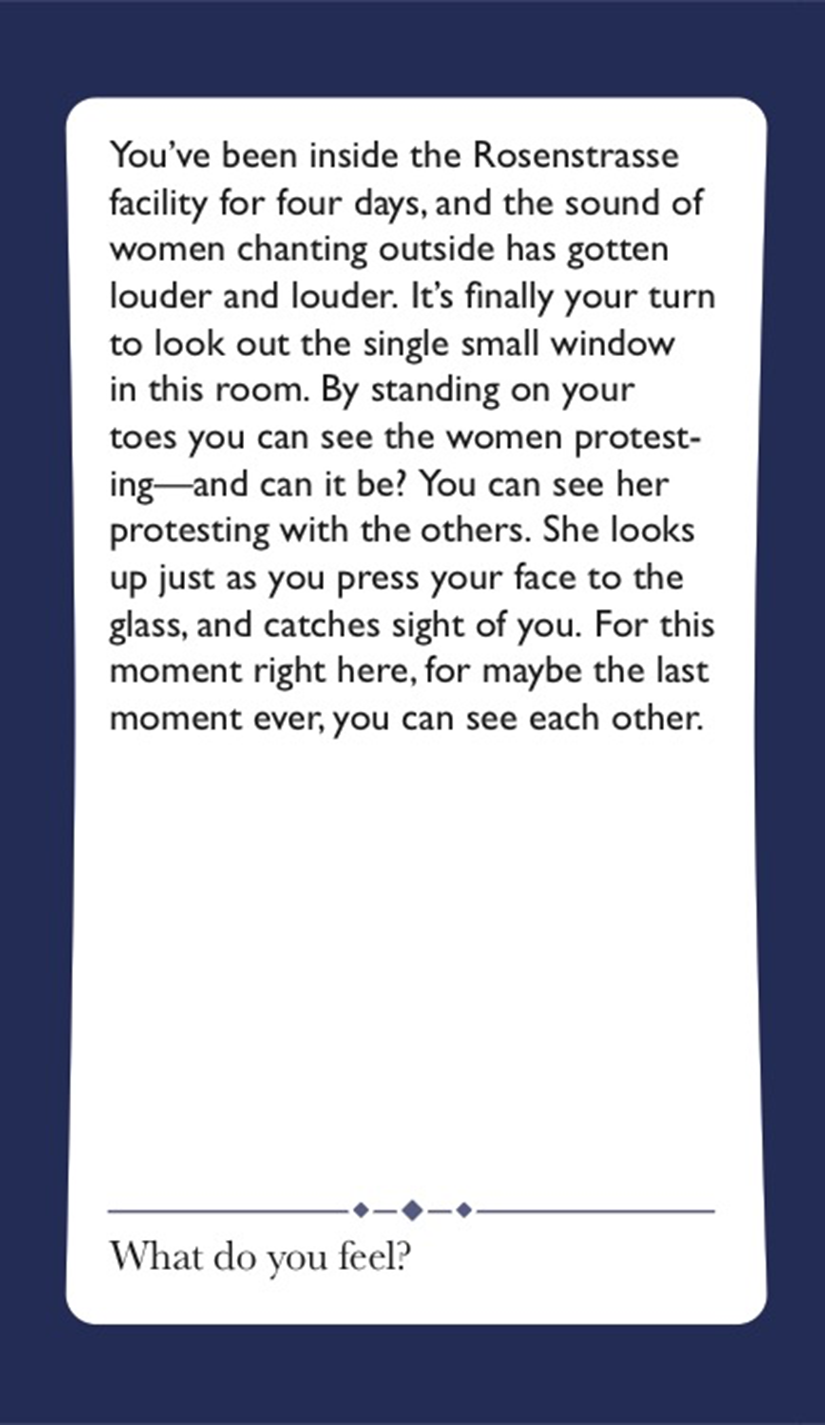 You’ve been inside the Rosenstrasse
facility for four days, and the sound of
women chanting outside has gotten
louder and louder. It’s finally your turn
to look out the single small window
in this room. By standing on your
toes you can see the women protest-
ing—and can it be? You can see her
protesting with the others. She looks
up just as you press your face to the
glass, and catches sight of you. For this
moment right here, for maybe the last
moment ever, you can see each other.
What do you feel?